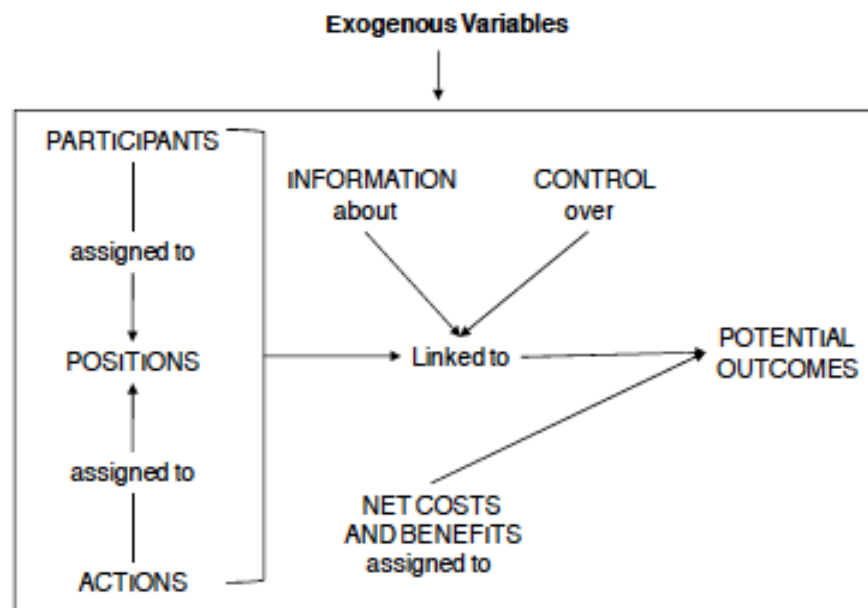 Exogenous Variables
PARTICIPANTS
INFORMATION
about
CONTROL
over
assigned to
POSITIONS
Linked to
POTENTIAL
OUTCOMES
assigned to
NET COSTS
AND BENEFITS
assigned to
ACTIONS